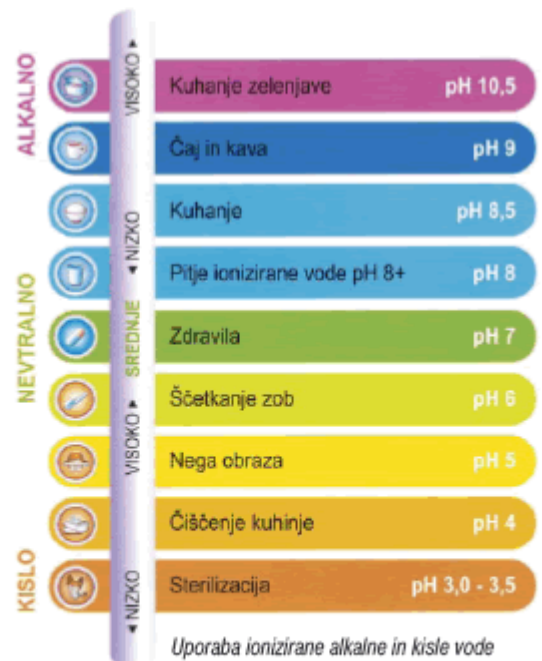 ALKALNO
NEVTRALNO
KISLO
VISOKO ▸
◂ NIZKO
SREDNJE
VISOKO ▸
◂ NIZKO
Kuhanje zelenjave pH 10,5
Čaj in kava pH 9
Kuhanje pH 8,5
Pitje ionizirane vode pH 8+ pH 8
Zdravila pH 7
Ščetkanje zob pH 6
Nega obraza pH 5
Čiščenje kuhinje pH 4
Sterilizacija pH 3,0 - 3,5
Uporaba ionizirane alkalne in kisle vode